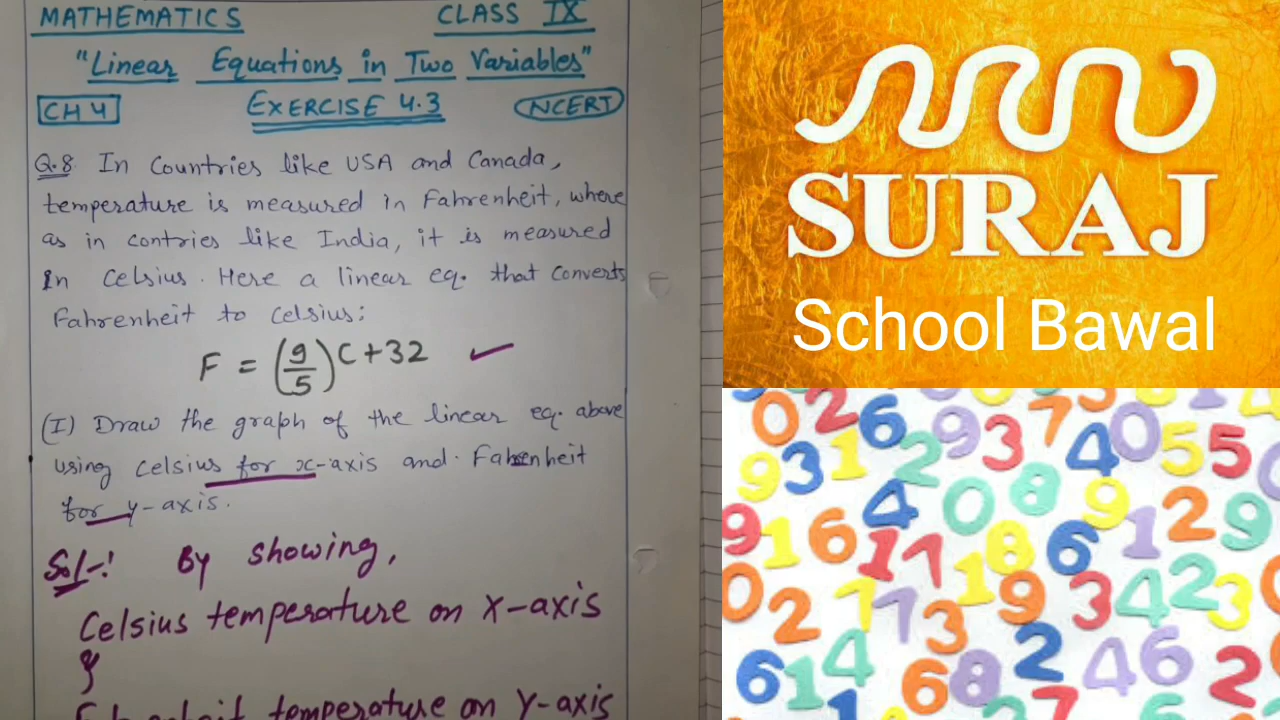 MATHEMATICS CLASS IX
"Linear Equations in Two Variables"
CH 4 EXERCISE 4.3 NCERT
Q.8 In Countries like USA and Canada,
temperature is measured in Fahrenheit, where
as in contries like India, it is measured
In Celsius. Here a linear eq. that converts
Fahrenheit to Celsius:
F = (9/5) C + 32
(I) Draw the graph of the linear eq. above
using Celsius for x-axis and Fahrenheit
for y-axis.
Sol-: By showing,
Celsius temperature on X-axis
&
Fahrenheit temperature on Y-axis
SURAJ
School Bawal